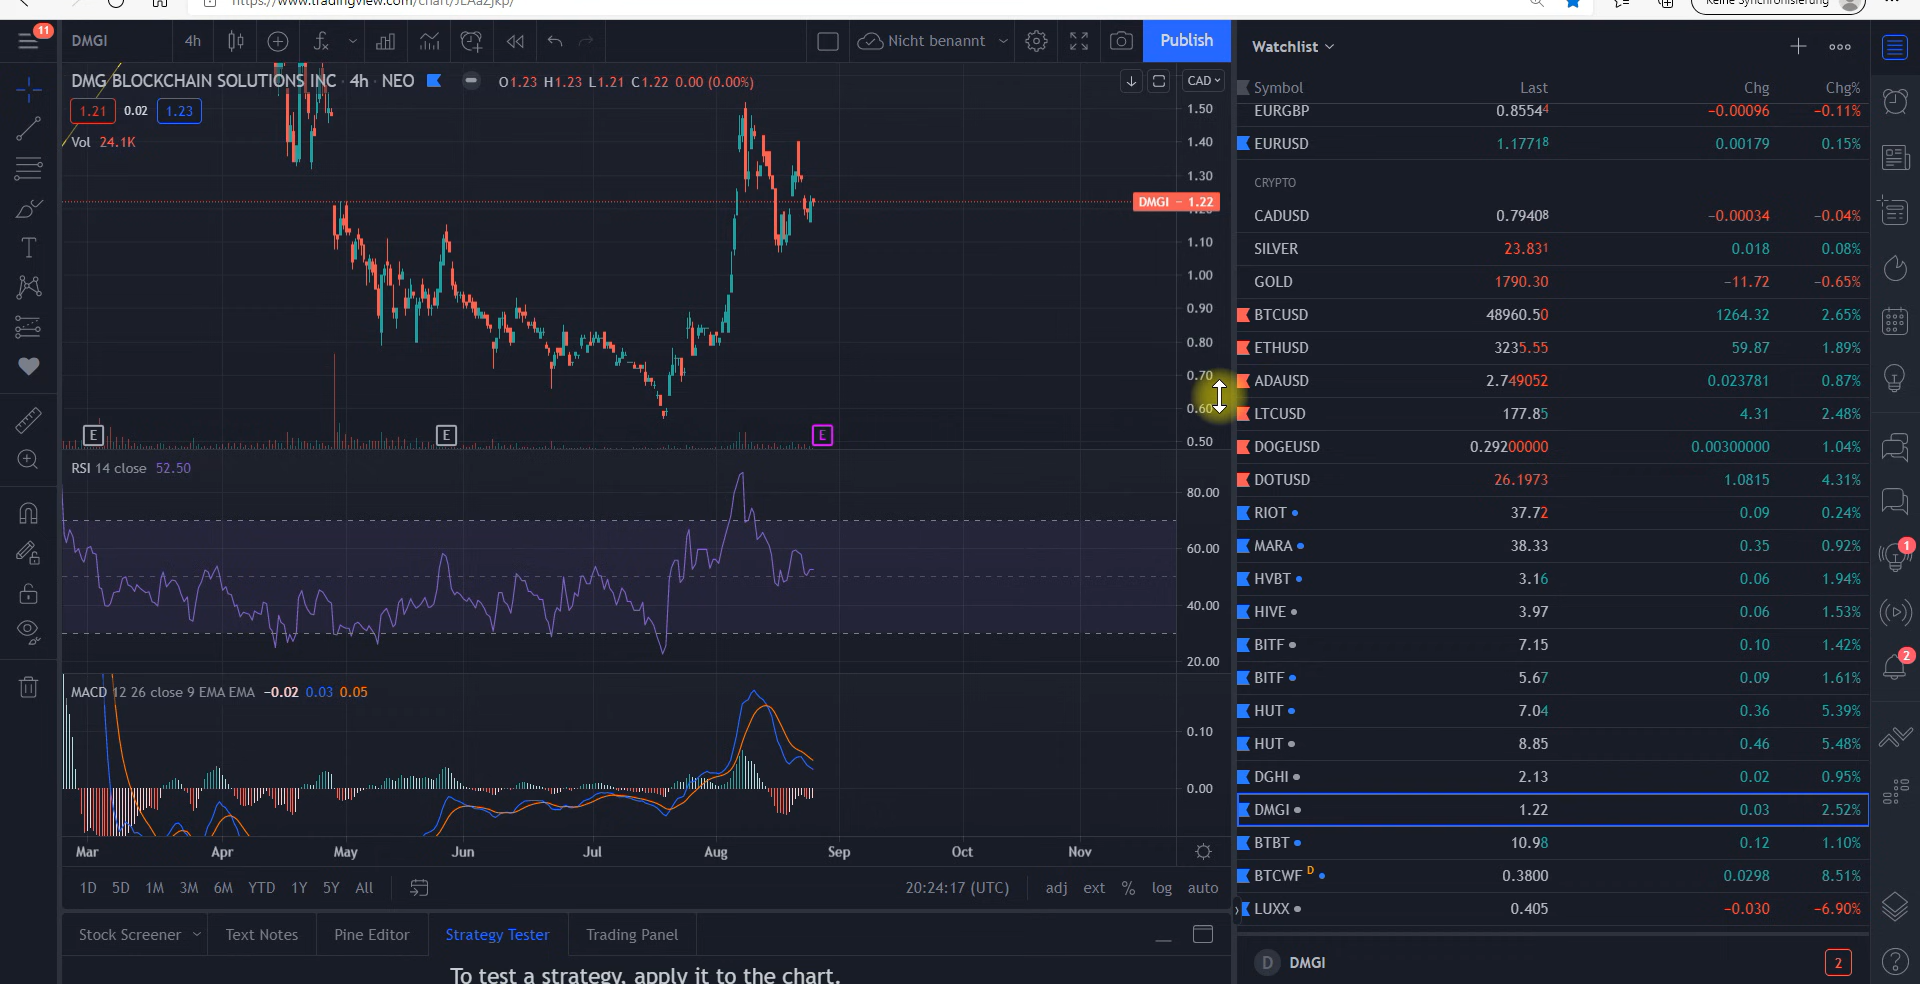 https://www.tradingview.com/chart/JLAaZjkp/
Keine Synchronisierung
11
DMGI
4h
Nicht benannt
Publish
DMG BLOCKCHAIN SOLUTIONS INC · 4h · NEO
O1.23 H1.23 L1.21 C1.22 0.00 (0.00%)
CAD
1.21 0.02 1.23
Vol 24.1K
1.50
1.40
1.30
DMGI - 1.22
1.10
1.00
0.90
0.80
0.70
0.60
0.50
E E E
RSI 14 close 52.50
80.00
60.00
40.00
20.00
MACD 12 26 close 9 EMA EMA -0.02 0.03 0.05
0.10
0.00
Mar Apr May Jun Jul Aug Sep Oct Nov
1D 5D 1M 3M 6M YTD 1Y 5Y All
20:24:17 (UTC) adj ext % log auto
Stock Screener Text Notes Pine Editor Strategy Tester Trading Panel
To test a strategy, apply it to the chart.
Watchlist
Symbol Last Chg Chg%
EURGBP 0.85544 -0.00096 -0.11%
EURUSD 1.17718 0.00179 0.15%
CRYPTO
CADUSD 0.79408 -0.00034 -0.04%
SILVER 23.831 0.018 0.08%
GOLD 1790.30 -11.72 -0.65%
BTCUSD 48960.50 1264.32 2.65%
ETHUSD 3235.55 59.87 1.89%
ADAUSD 2.749052 0.023781 0.87%
LTCUSD 177.85 4.31 2.48%
DOGEUSD 0.29200000 0.00300000 1.04%
DOTUSD 26.1973 1.0815 4.31%
RIOT 37.72 0.09 0.24%
MARA 38.33 0.35 0.92%
HVBT 3.16 0.06 1.94%
HIVE 3.97 0.06 1.53%
BITF 7.15 0.10 1.42%
BITF 5.67 0.09 1.61%
HUT 7.04 0.36 5.39%
HUT 8.85 0.46 5.48%
DGHI 2.13 0.02 0.95%
DMGI 1.22 0.03 2.52%
BTBT 10.98 0.12 1.10%
BTCWF D 0.3800 0.0298 8.51%
LUXX 0.405 -0.030 -6.90%
D DMGI 2
1
2